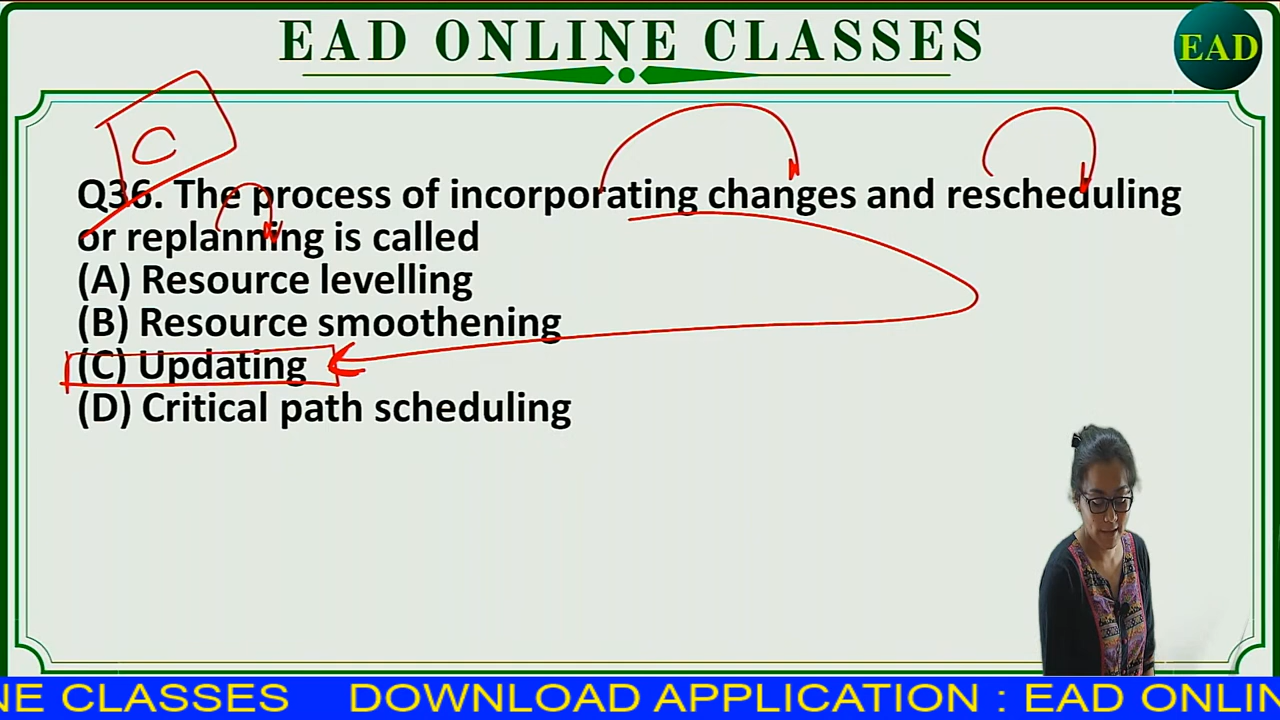 EAD ONLINE CLASSES
EAD
C
Q36. The process of incorporating changes and rescheduling
or replanning is called
(A) Resource levelling
(B) Resource smoothening
(C) Updating
(D) Critical path scheduling
NE CLASSES DOWNLOAD APPLICATION : EAD ONLIN